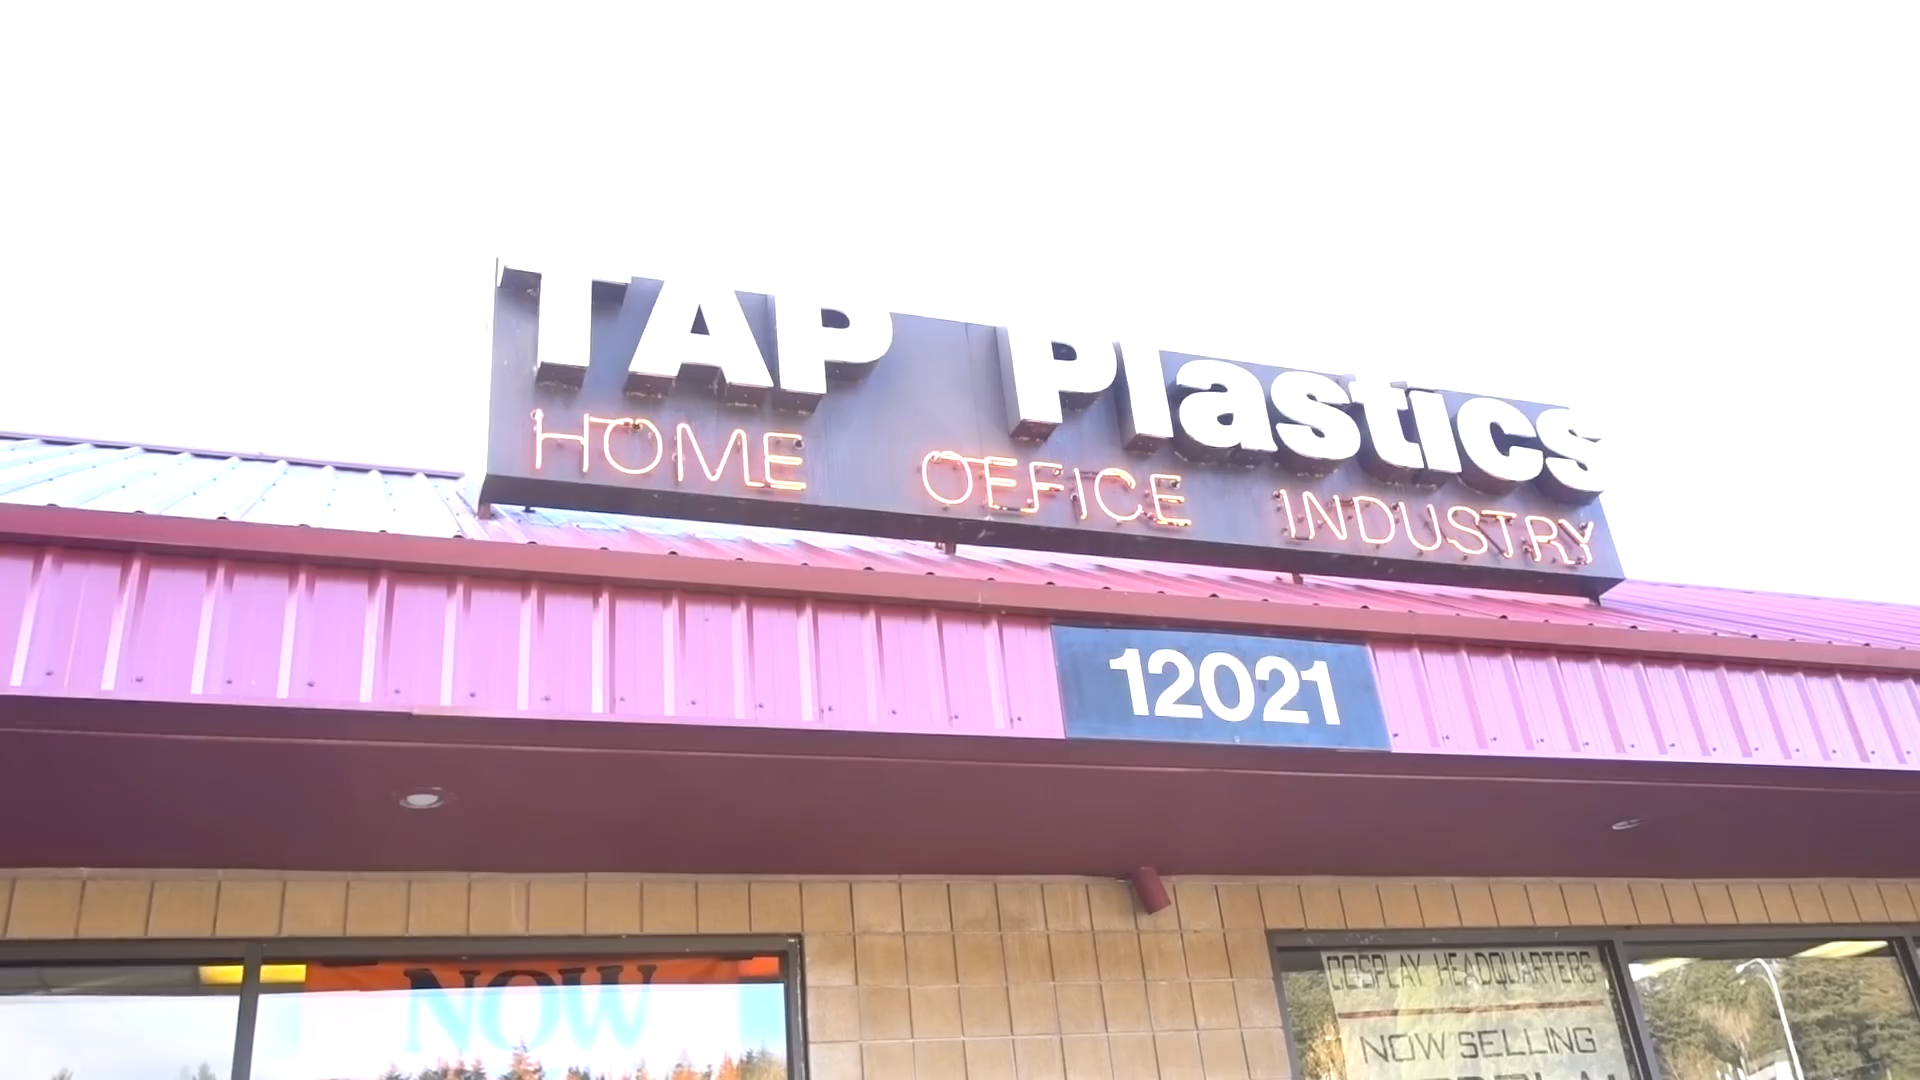 TAP Plastics
HOME OFFICE INDUSTRY
12021
NOW
COSPLAY HEADQUARTERS
NOW SELLING